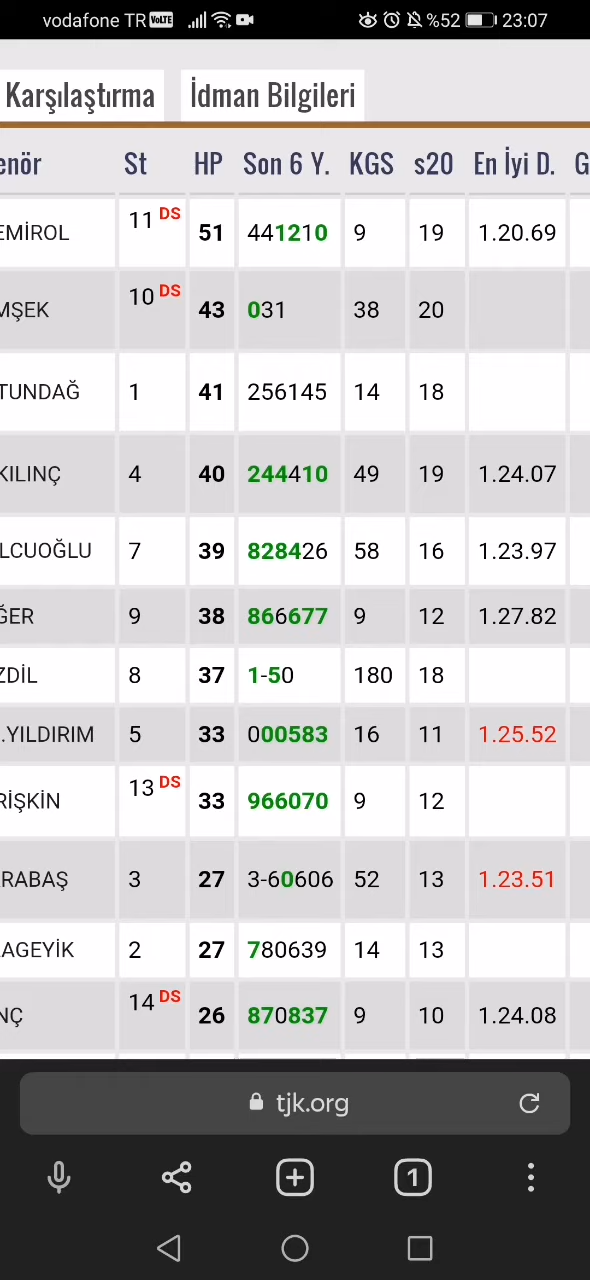 vodafone TR VoLTE %52 23:07
Karşılaştırma İdman Bilgileri
enör St HP Son 6 Y. KGS s20 En İyi D. G
EMİROL 11 DS 51 441210 9 19 1.20.69
MŞEK 10 DS 43 031 38 20
TUNDAĞ 1 41 256145 14 18
KILINÇ 4 40 244410 49 19 1.24.07
LCUOĞLU 7 39 828426 58 16 1.23.97
ĞER 9 38 866677 9 12 1.27.82
ZDİL 8 37 1-50 180 18
.YILDIRIM 5 33 000583 16 11 1.25.52
RİŞKİN 13 DS 33 966070 9 12
RABAŞ 3 27 3-60606 52 13 1.23.51
AGEYİK 2 27 780639 14 13
NÇ 14 DS 26 870837 9 10 1.24.08
tjk.org
1